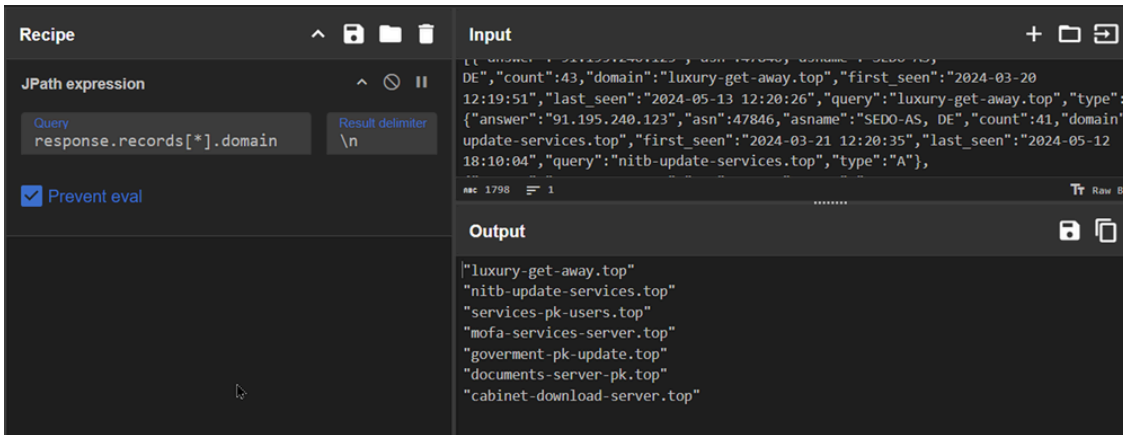 Recipe
JPath expression
Query
response.records[*].domain
Result delimiter
\n
Prevent eval
Input
DE","count":43,"domain":"luxury-get-away.top","first_seen":"2024-03-20
12:19:51","last_seen":"2024-05-13 12:20:26","query":"luxury-get-away.top","type":
{"answer":"91.195.240.123","asn":47846,"asname":"SEDO-AS, DE","count":41,"domain"
update-services.top","first_seen":"2024-03-21 12:20:35","last_seen":"2024-05-12
18:10:04","query":"nitb-update-services.top","type":"A"},
ABC 1798 1
Tт Raw B
Output
"luxury-get-away.top"
"nitb-update-services.top"
"services-pk-users.top"
"mofa-services-server.top"
"goverment-pk-update.top"
"documents-server-pk.top"
"cabinet-download-server.top"